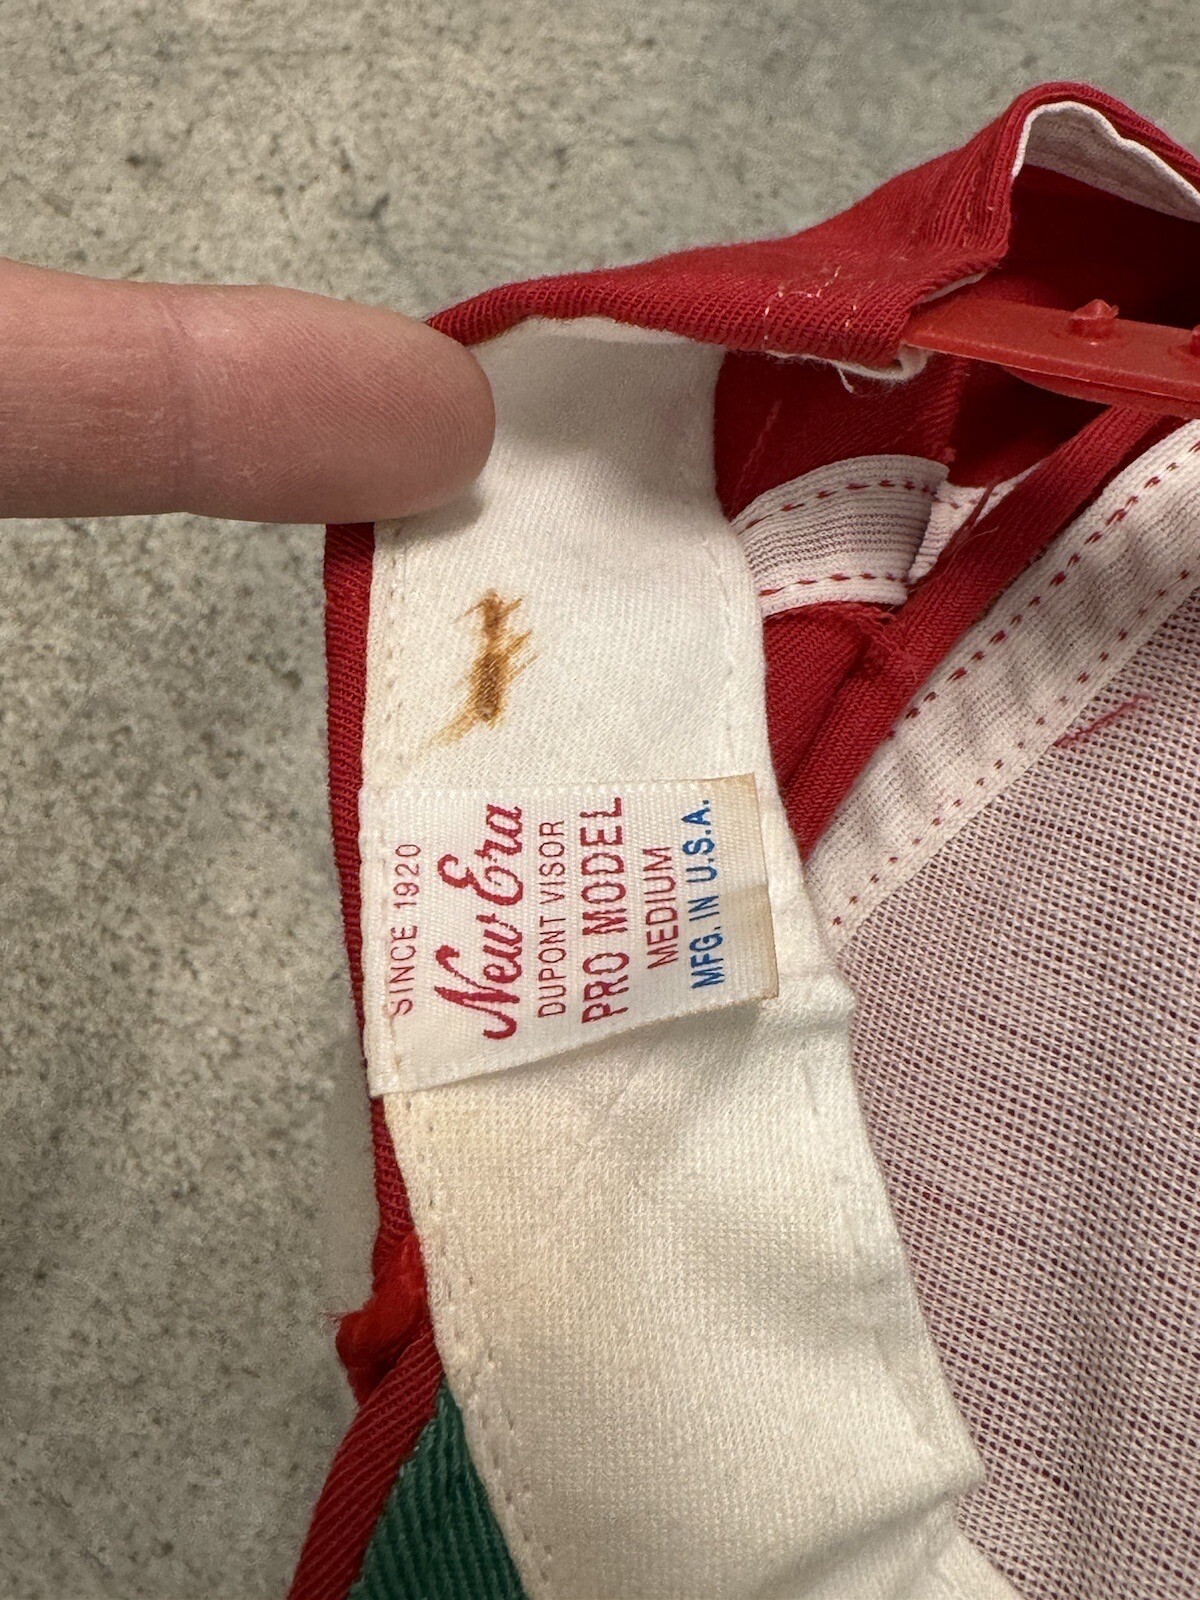 SINCE 1920
New Era
DUPONT VISOR
PRO MODEL
MEDIUM
MFG. IN U.S.A.